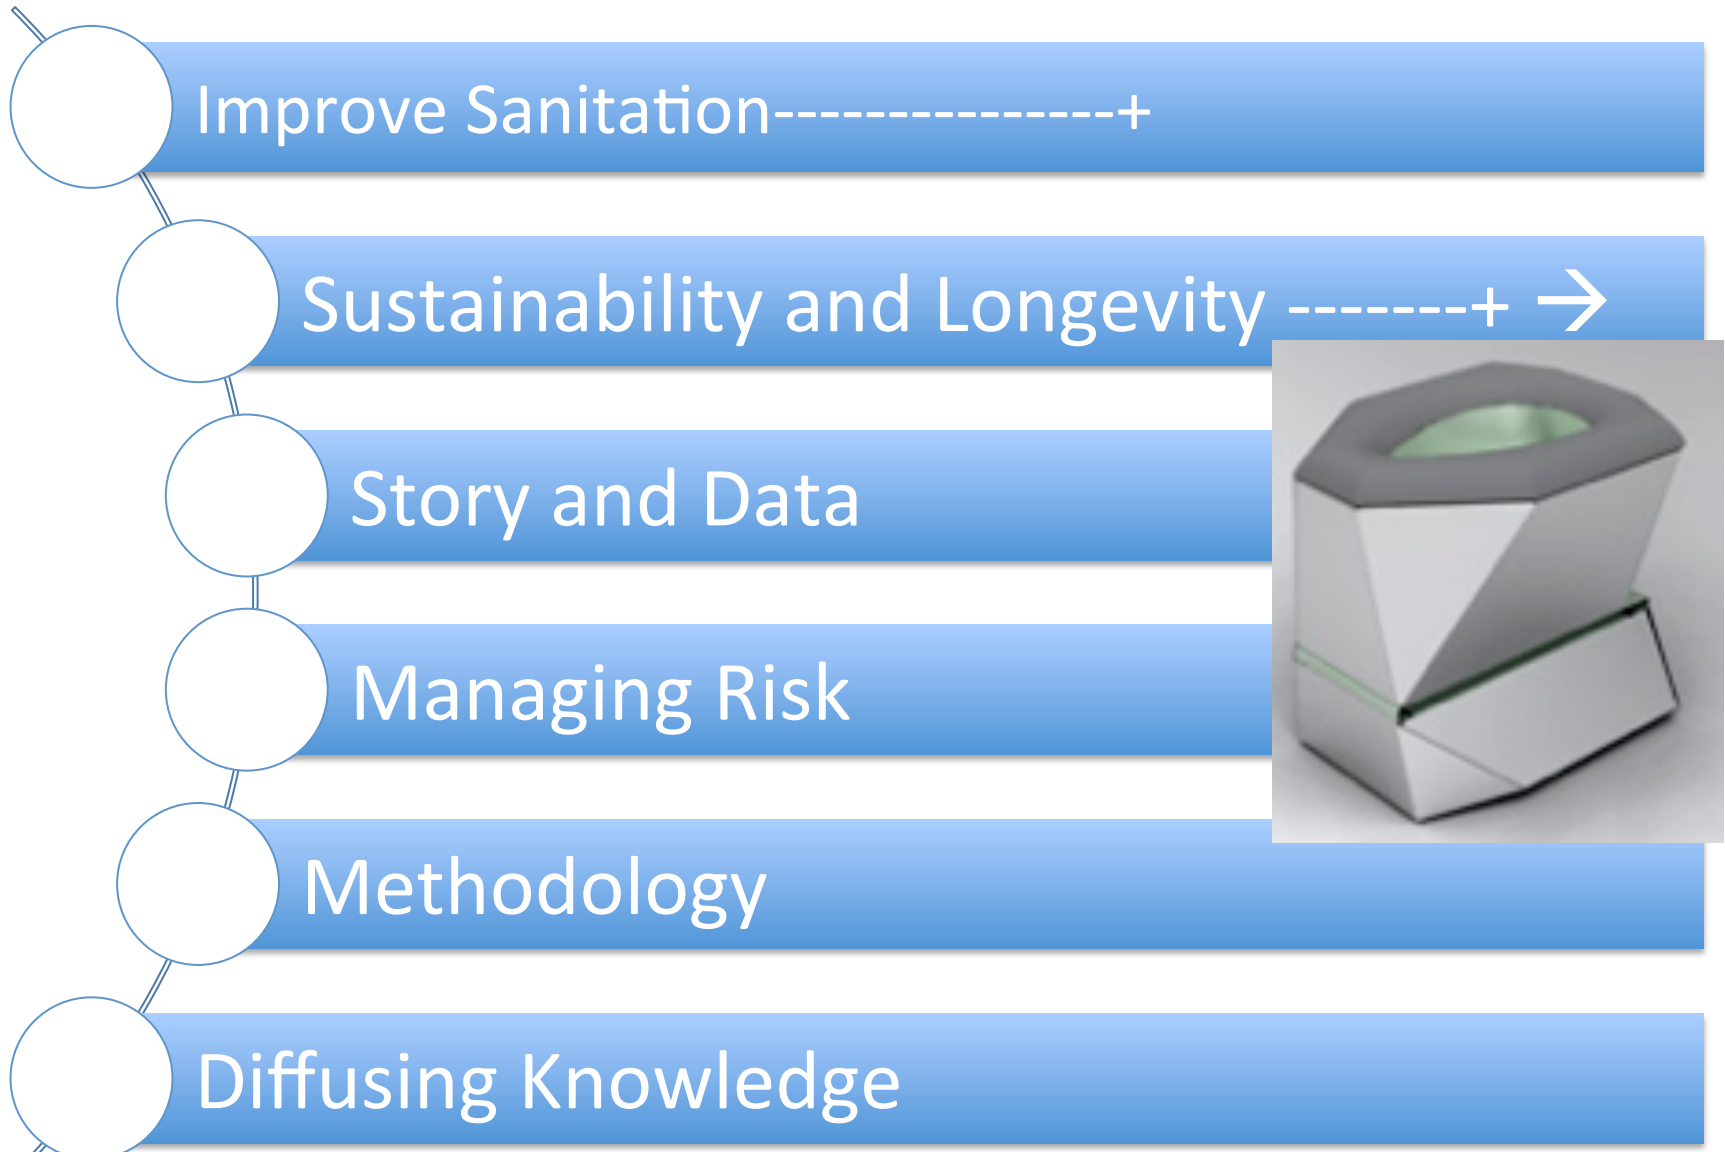 Improve Sanitation---------------+
Sustainability and Longevity -------+ →
Story and Data
Managing Risk
Methodology
Diffusing Knowledge